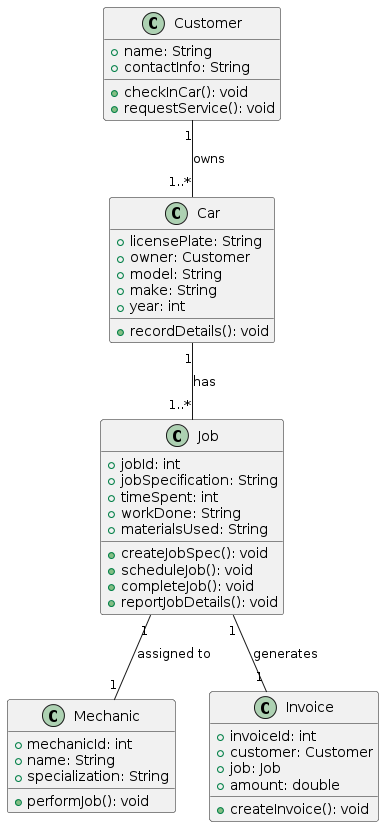 C Customer
name: String
contactInfo: String
checkInCar(): void
requestService(): void
1
owns
1..*
C Car
licensePlate: String
owner: Customer
model: String
make: String
year: int
recordDetails(): void
1
has
1..*
C Job
jobId: int
jobSpecification: String
timeSpent: int
workDone: String
materialsUsed: String
createJobSpec(): void
scheduleJob(): void
completeJob(): void
reportJobDetails(): void
1 1
assigned to generates
1 1
C Mechanic
mechanicId: int
name: String
specialization: String
performJob(): void
C Invoice
invoiceId: int
customer: Customer
job: Job
amount: double
createInvoice(): void